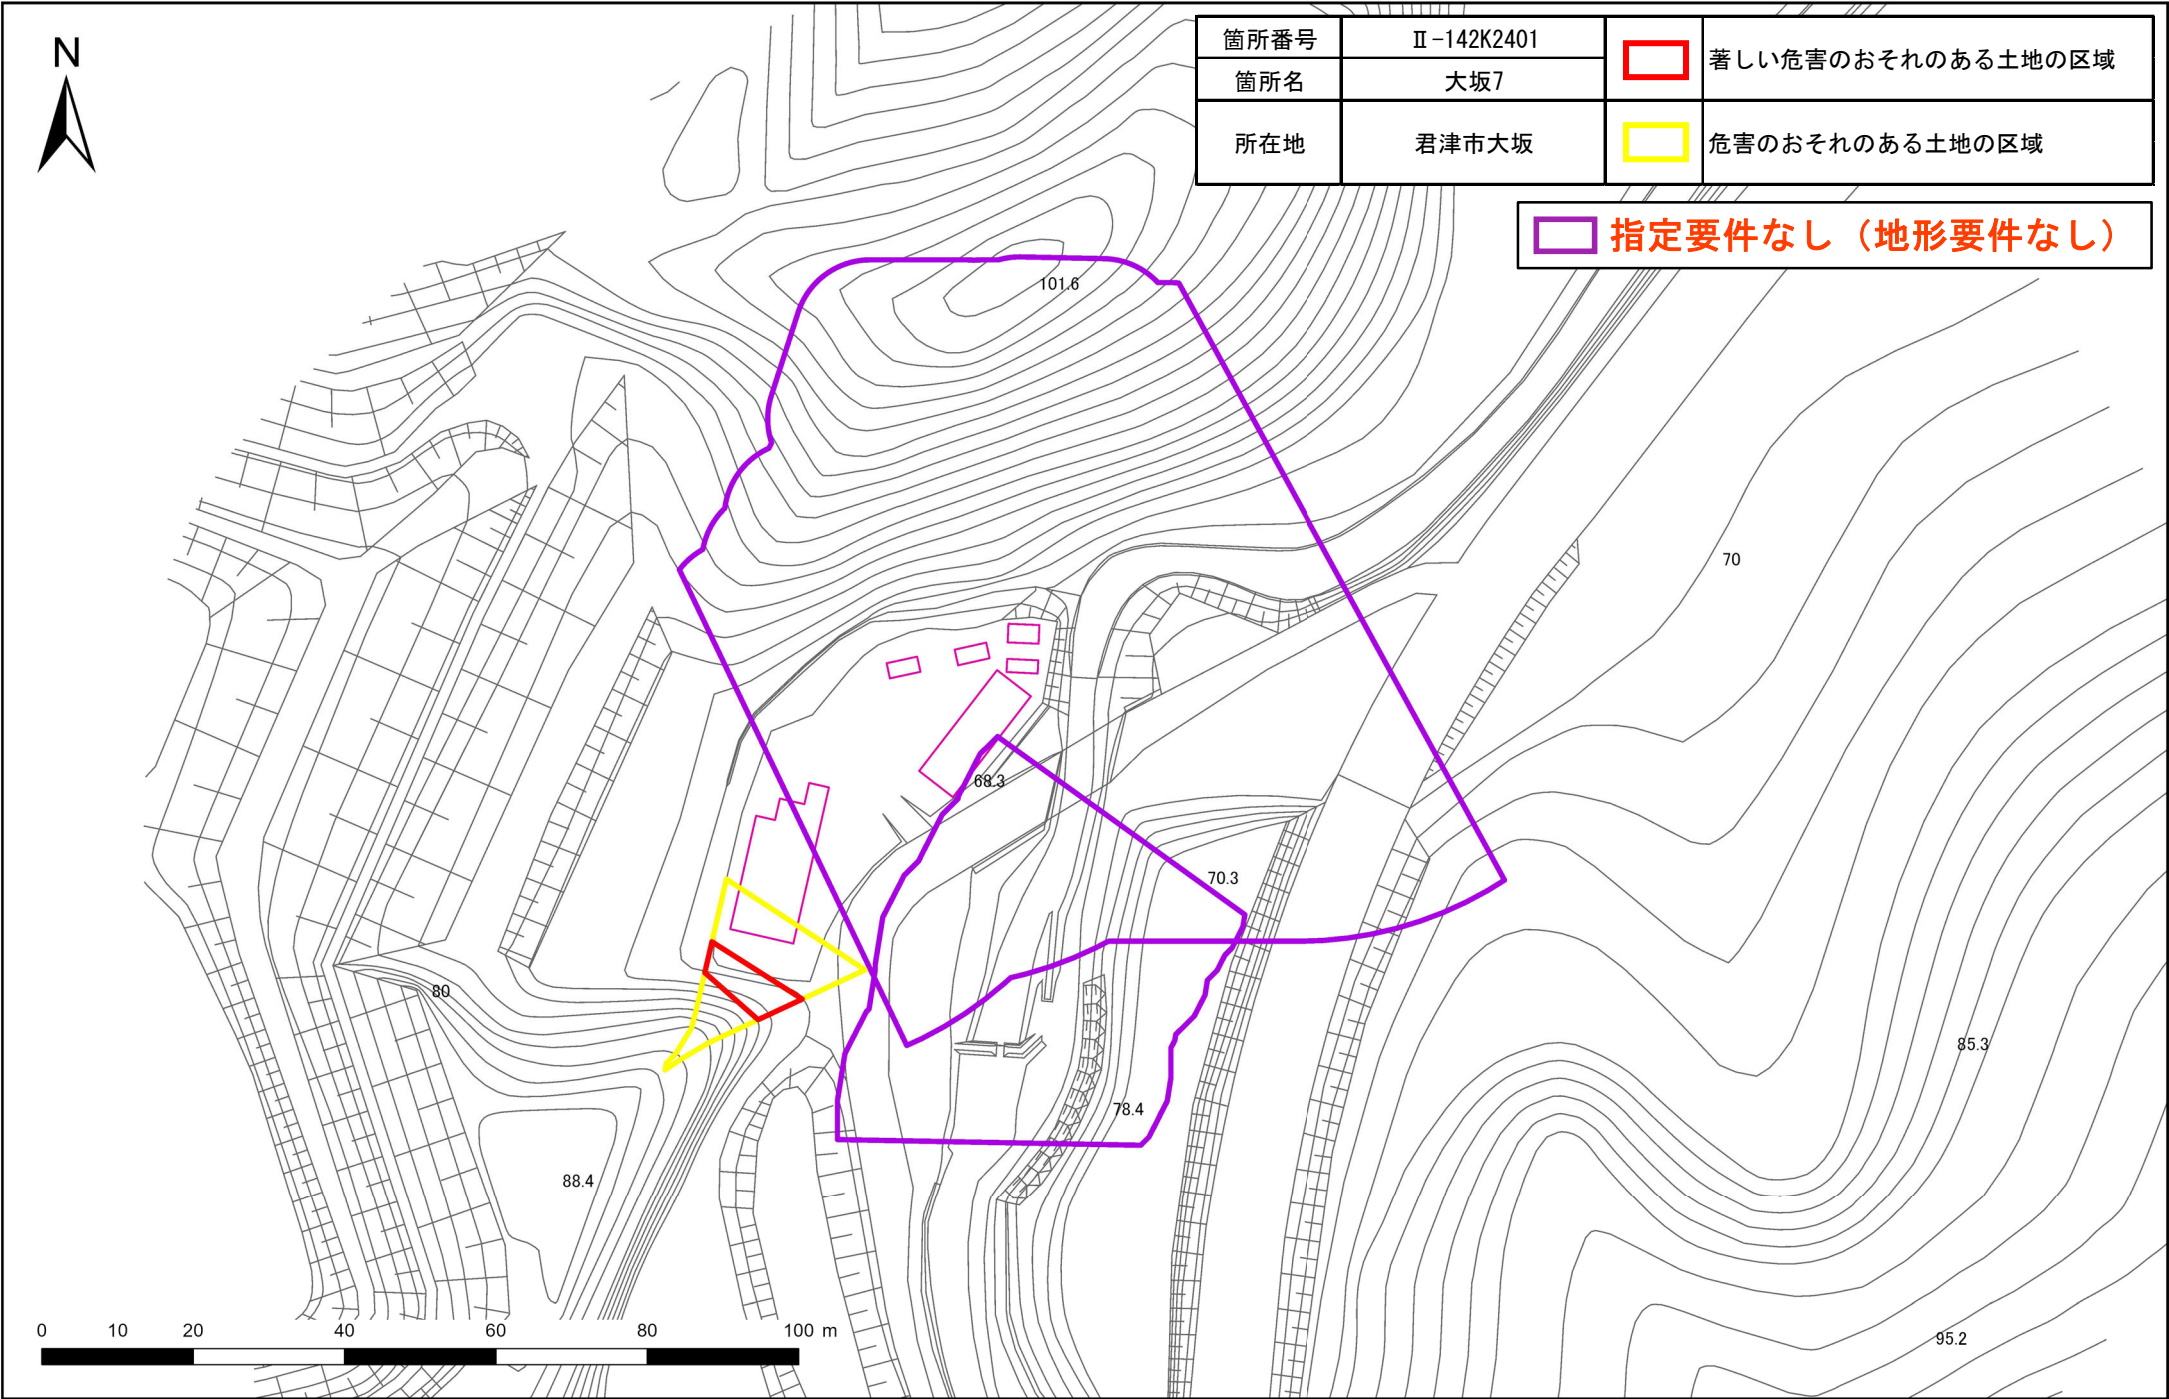 N
箇所番号 Ⅱ-142K2401 著しい危害のおそれのある土地の区域
箇所名 大坂7
所在地 君津市大坂 危害のおそれのある土地の区域
指定要件なし（地形要件なし）
101.6
70
68.3
70.3
80
85.3
78.4
88.4
0 10 20 40 60 80 100 m
95.2